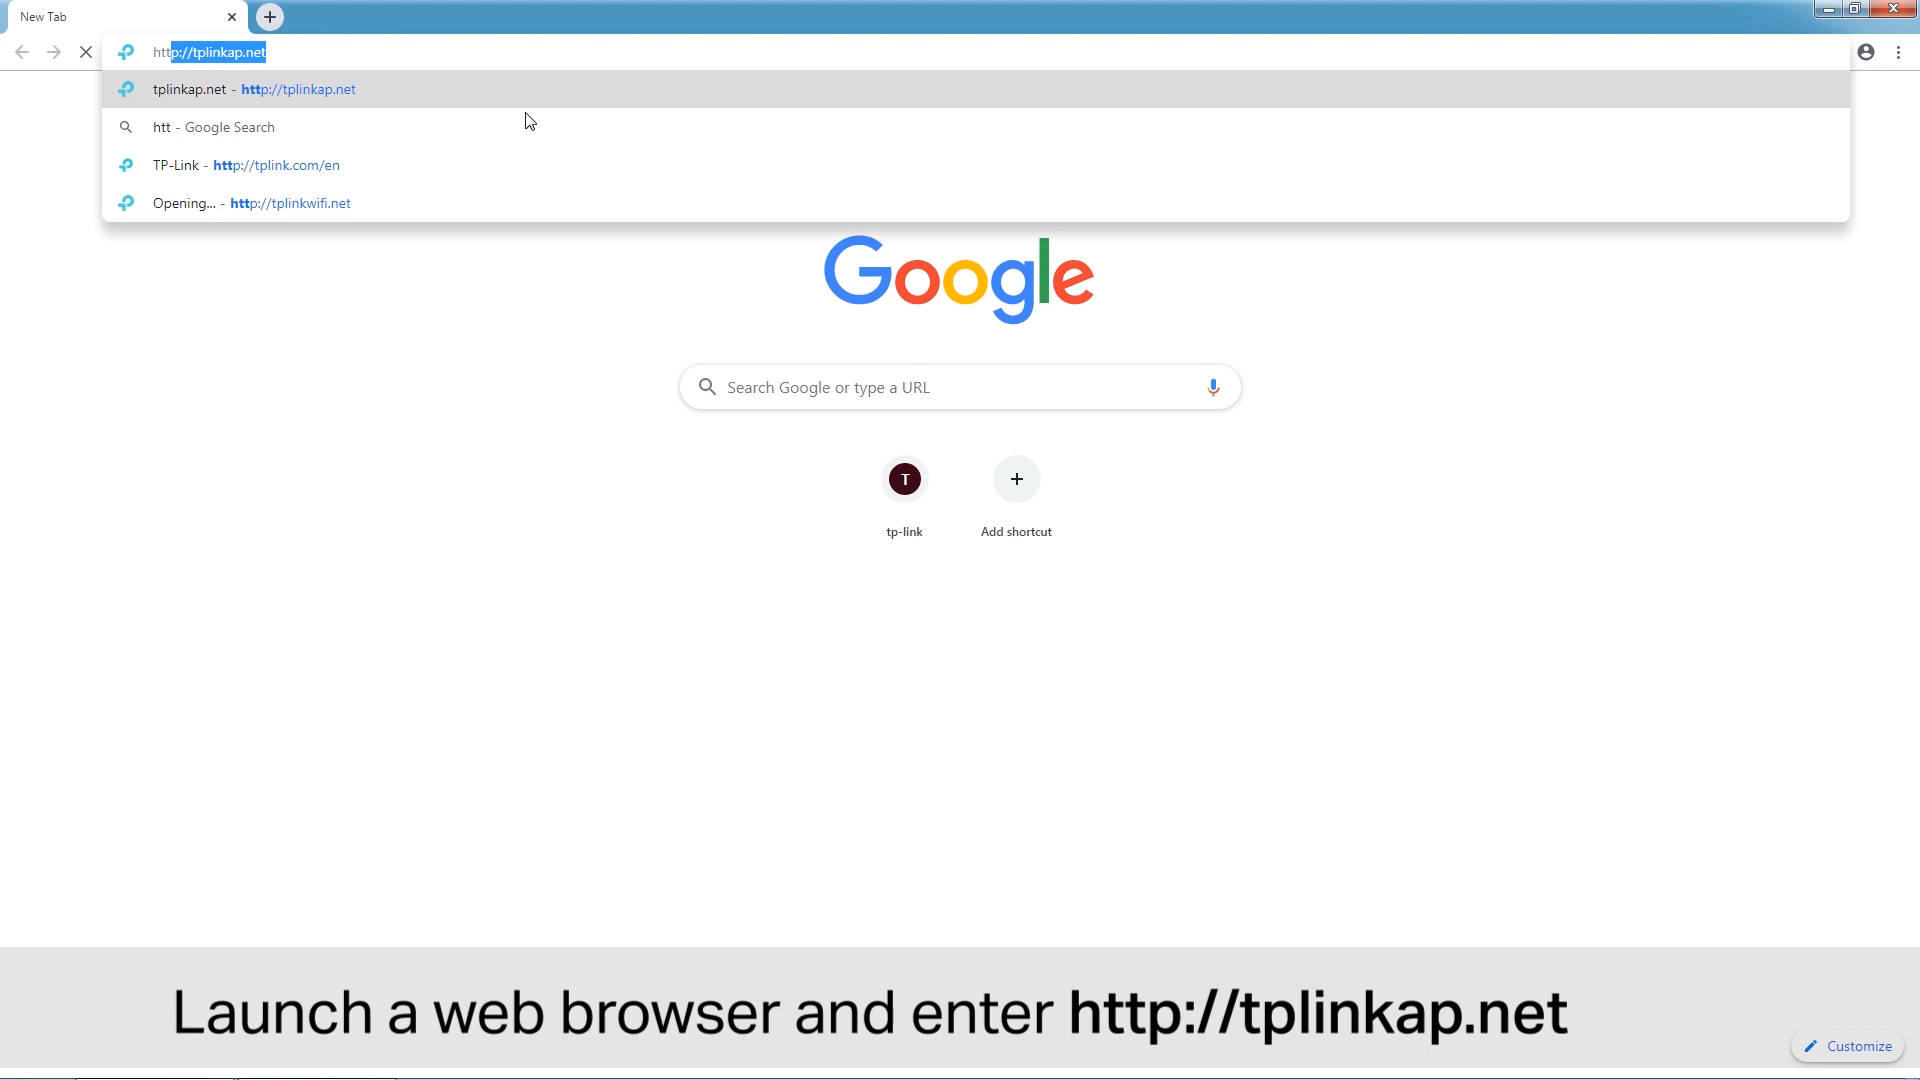 New Tab
http://tplinkap.net
tplinkap.net - http://tplinkap.net
htt - Google Search
TP-Link - http://tplink.com/en
Opening... - http://tplinkwifi.net
Google
Search Google or type a URL
T
tp-link
Add shortcut
Launch a web browser and enter http://tplinkap.net
Customize